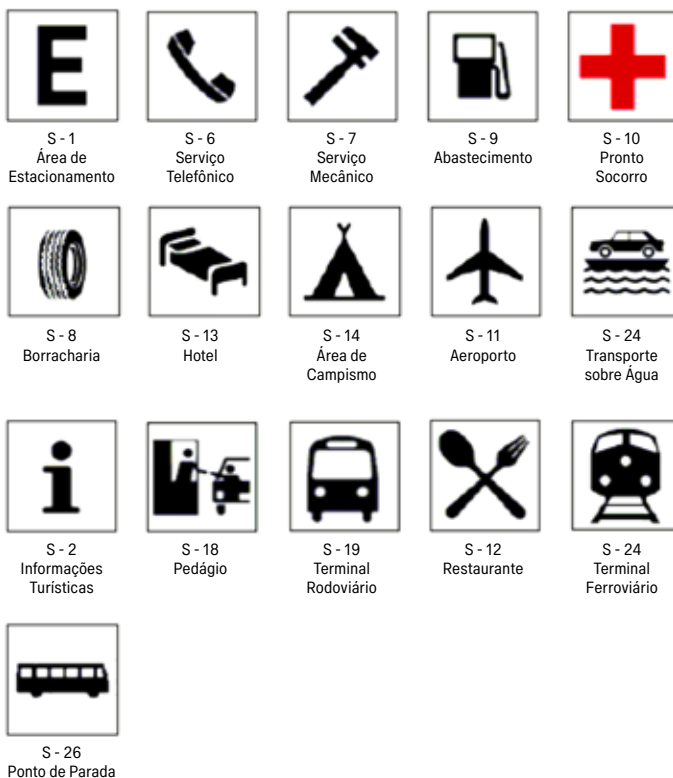 E
S - 1
Área de
Estacionamento
S - 6
Serviço
Telefônico
S - 7
Serviço
Mecânico
S - 9
Abastecimento
S - 10
Pronto
Socorro
S - 8
Borracharia
S - 13
Hotel
S - 14
Área de
Campismo
S - 11
Aeroporto
S - 24
Transporte
sobre Água
i
S - 2
Informações
Turísticas
S - 18
Pedágio
S - 19
Terminal
Rodoviário
S - 12
Restaurante
S - 24
Terminal
Ferroviário
S - 26
Ponto de Parada